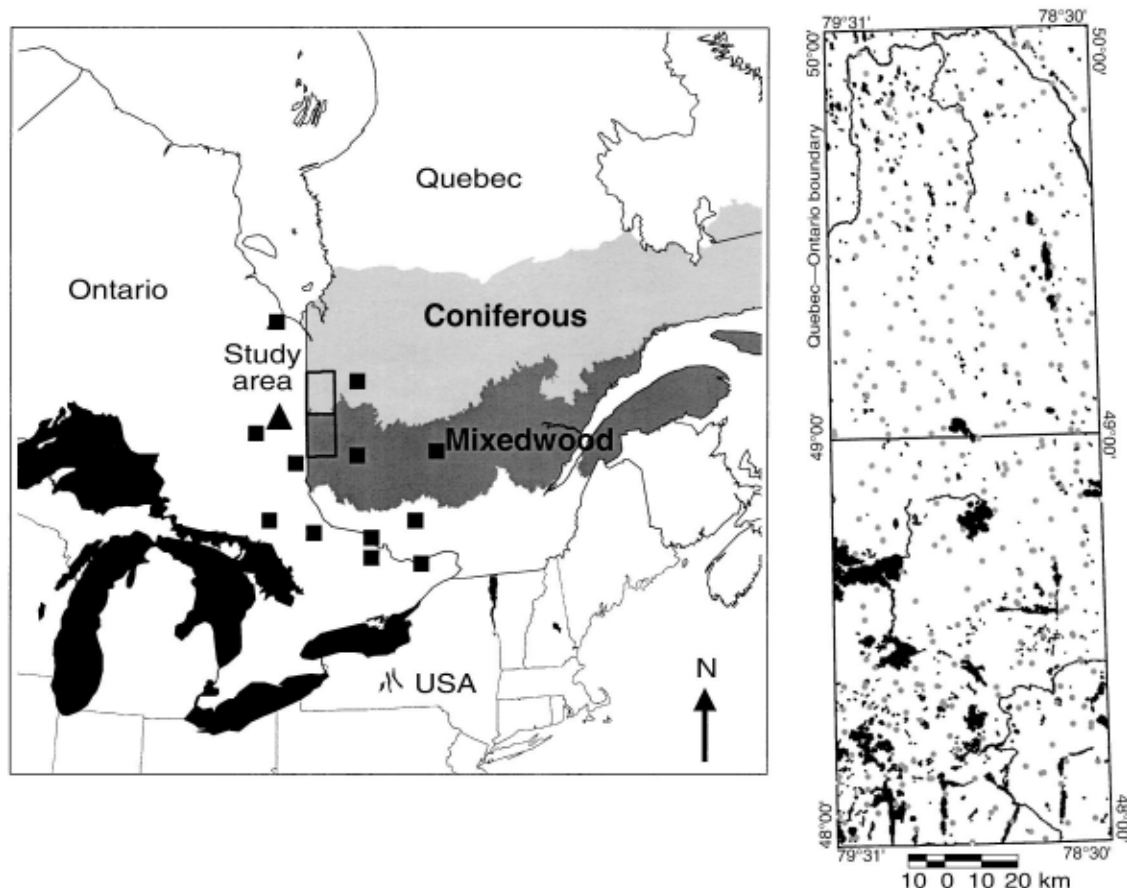 Quebec
Ontario
Coniferous
Study
area
Mixedwood
N
USA
79°31'
78°30'
50°00'
50°00'
Quebec—Ontario boundary
49°00'
49°00'
48°00'
48°00'
79°31'
78°30'
10 0 10 20 km